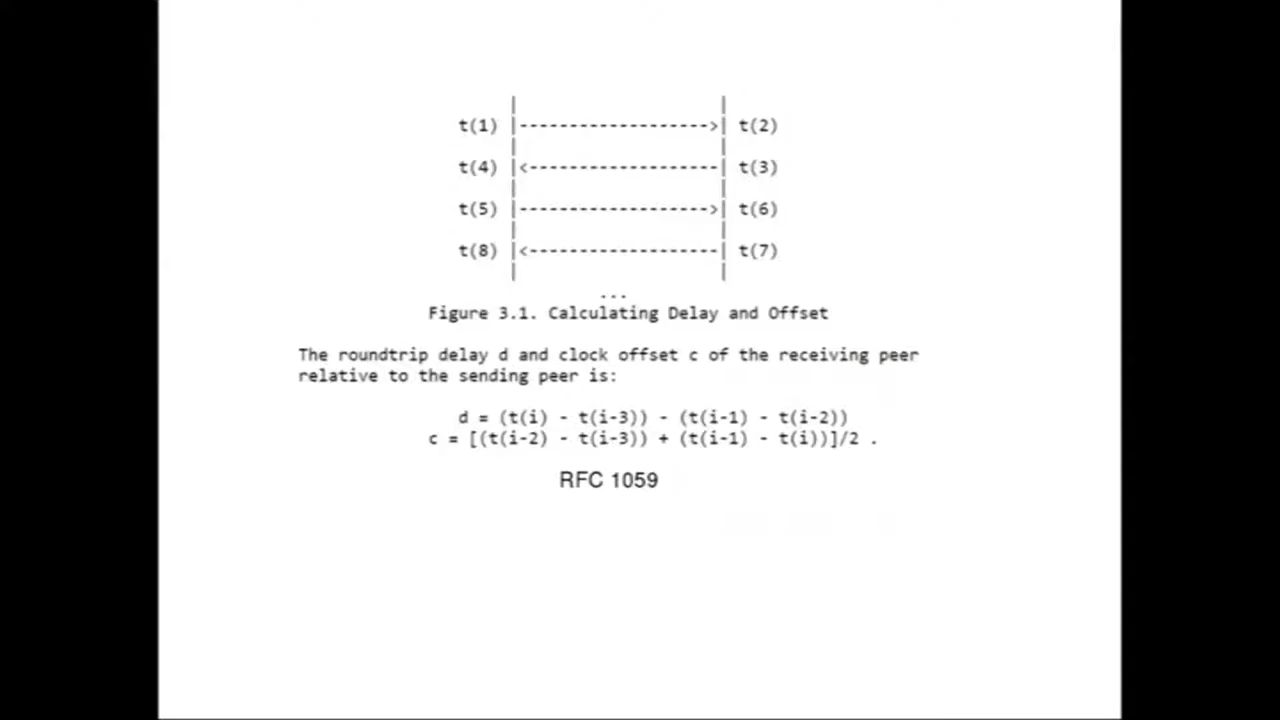 t(1) |------------------->| t(2)
t(4) |<-------------------| t(3)
t(5) |------------------->| t(6)
t(8) |<-------------------| t(7)
...
Figure 3.1. Calculating Delay and Offset
The roundtrip delay d and clock offset c of the receiving peer
relative to the sending peer is:
d = (t(i) - t(i-3)) - (t(i-1) - t(i-2))
c = [(t(i-2) - t(i-3)) + (t(i-1) - t(i))]/2 .
RFC 1059